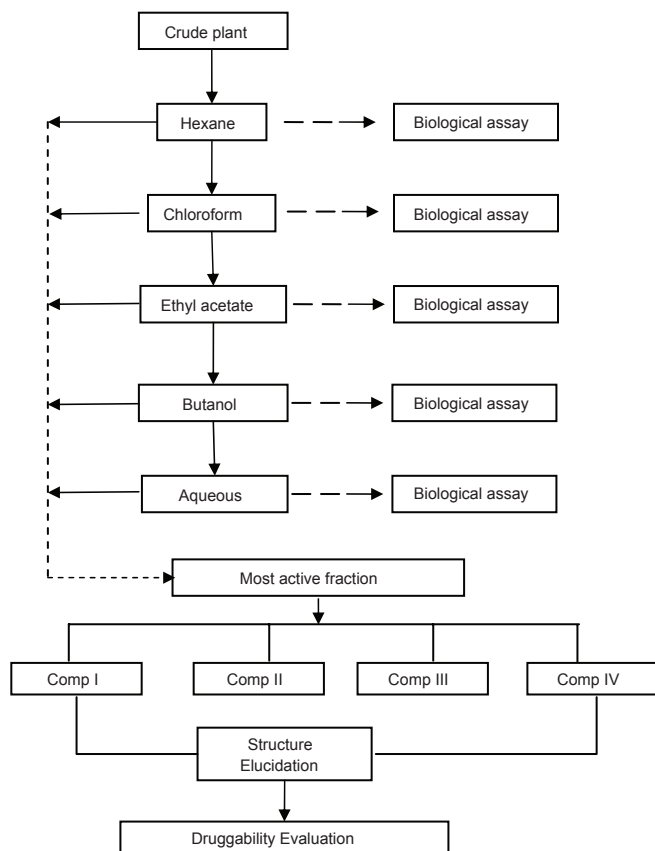 Crude plant
Hexane
Biological assay
Chloroform
Biological assay
Ethyl acetate
Biological assay
Butanol
Biological assay
Aqueous
Biological assay
Most active fraction
Comp I
Comp II
Comp III
Comp IV
Structure
Elucidation
Druggability Evaluation